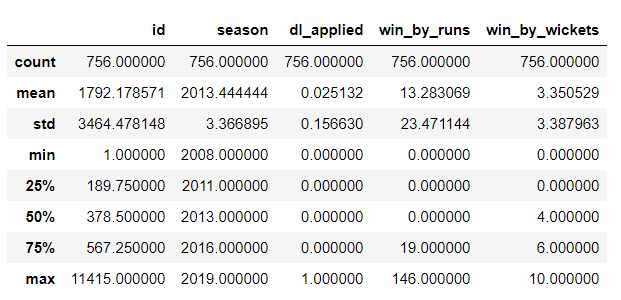 id season dl_applied win_by_runs win_by_wickets
count 756.000000 756.000000 756.000000 756.000000 756.000000
mean 1792.178571 2013.444444 0.025132 13.283069 3.350529
std 3464.478148 3.366895 0.156630 23.471144 3.387963
min 1.000000 2008.000000 0.000000 0.000000 0.000000
25% 189.750000 2011.000000 0.000000 0.000000 0.000000
50% 378.500000 2013.000000 0.000000 0.000000 4.000000
75% 567.250000 2016.000000 0.000000 19.000000 6.000000
max 11415.000000 2019.000000 1.000000 146.000000 10.000000